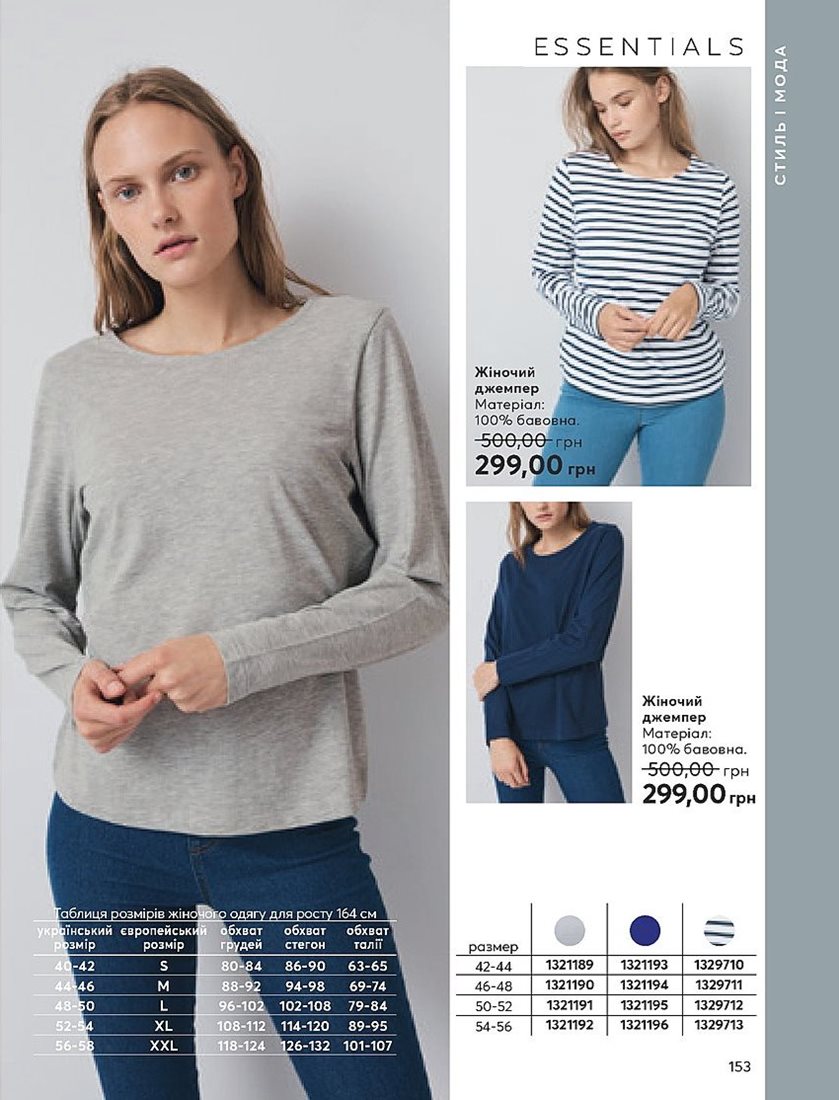 ESSENTIALS
СТИЛЬ І МОДА
Жіночий
джемпер
Матеріал:
100% бавовна.
500,00 грн
299,00 грн
Жіночий
джемпер
Матеріал:
100% бавовна.
500,00 грн
299,00 грн
Таблиця розмірів жіночого одягу для росту 164 см
український європейський обхват обхват обхват
розмір розмір грудей стегон талії
40-42 S 80-84 86-90 63-65
44-46 M 88-92 94-98 69-74
48-50 L 96-102 102-108 79-84
52-54 XL 108-112 114-120 89-95
56-58 XXL 118-124 126-132 101-107
размер
42-44 1321189 1321193 1329710
46-48 1321190 1321194 1329711
50-52 1321191 1321195 1329712
54-56 1321192 1321196 1329713
153